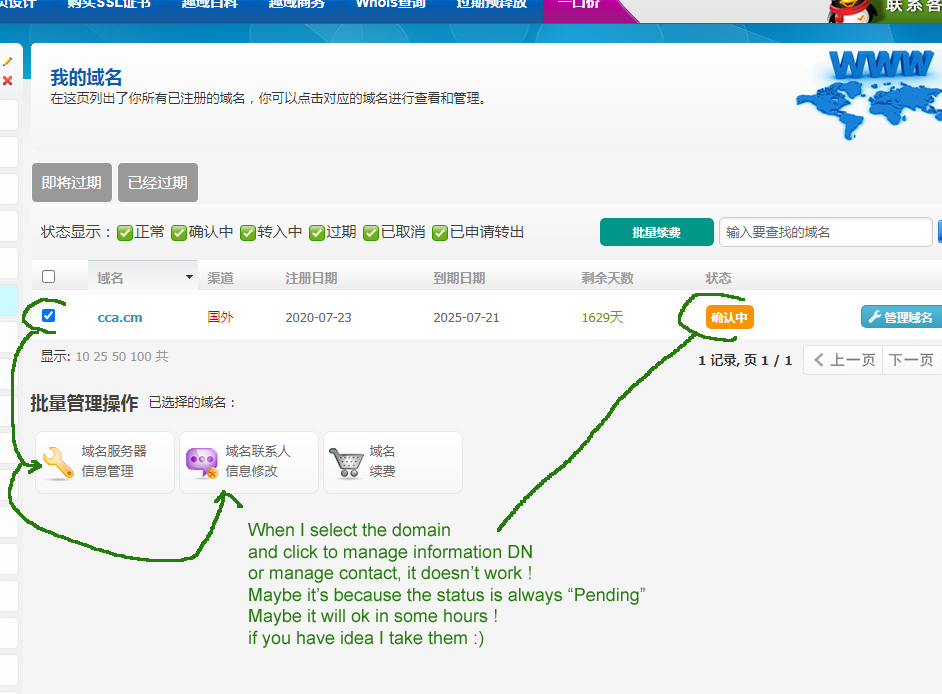 购买SSL证书 趣域百科 趣域商务 Whois查询 过期预释放 一口价
联系客
我的域名
在这页列出了你所有已注册的域名，你可以点击对应的域名进行查看和管理。
WWW
即将过期 已经过期
状态显示： 正常 确认中 转入中 过期 已取消 已申请转出 批量续费 输入要查找的域名
域名 渠道 注册日期 到期日期 剩余天数 状态
cca.cm 国外 2020-07-23 2025-07-21 1629天 确认中 管理域名
显示: 10 25 50 100 共
1 记录, 页 1 / 1 上一页 下一页
批量管理操作 已选择的域名：
域名服务器 域名联系人 域名
信息管理 信息修改 续费
When I select the domain
and click to manage information DN
or manage contact, it doesn't work !
Maybe it's because the status is always “Pending”
Maybe it will ok in some hours !
if you have idea I take them :)